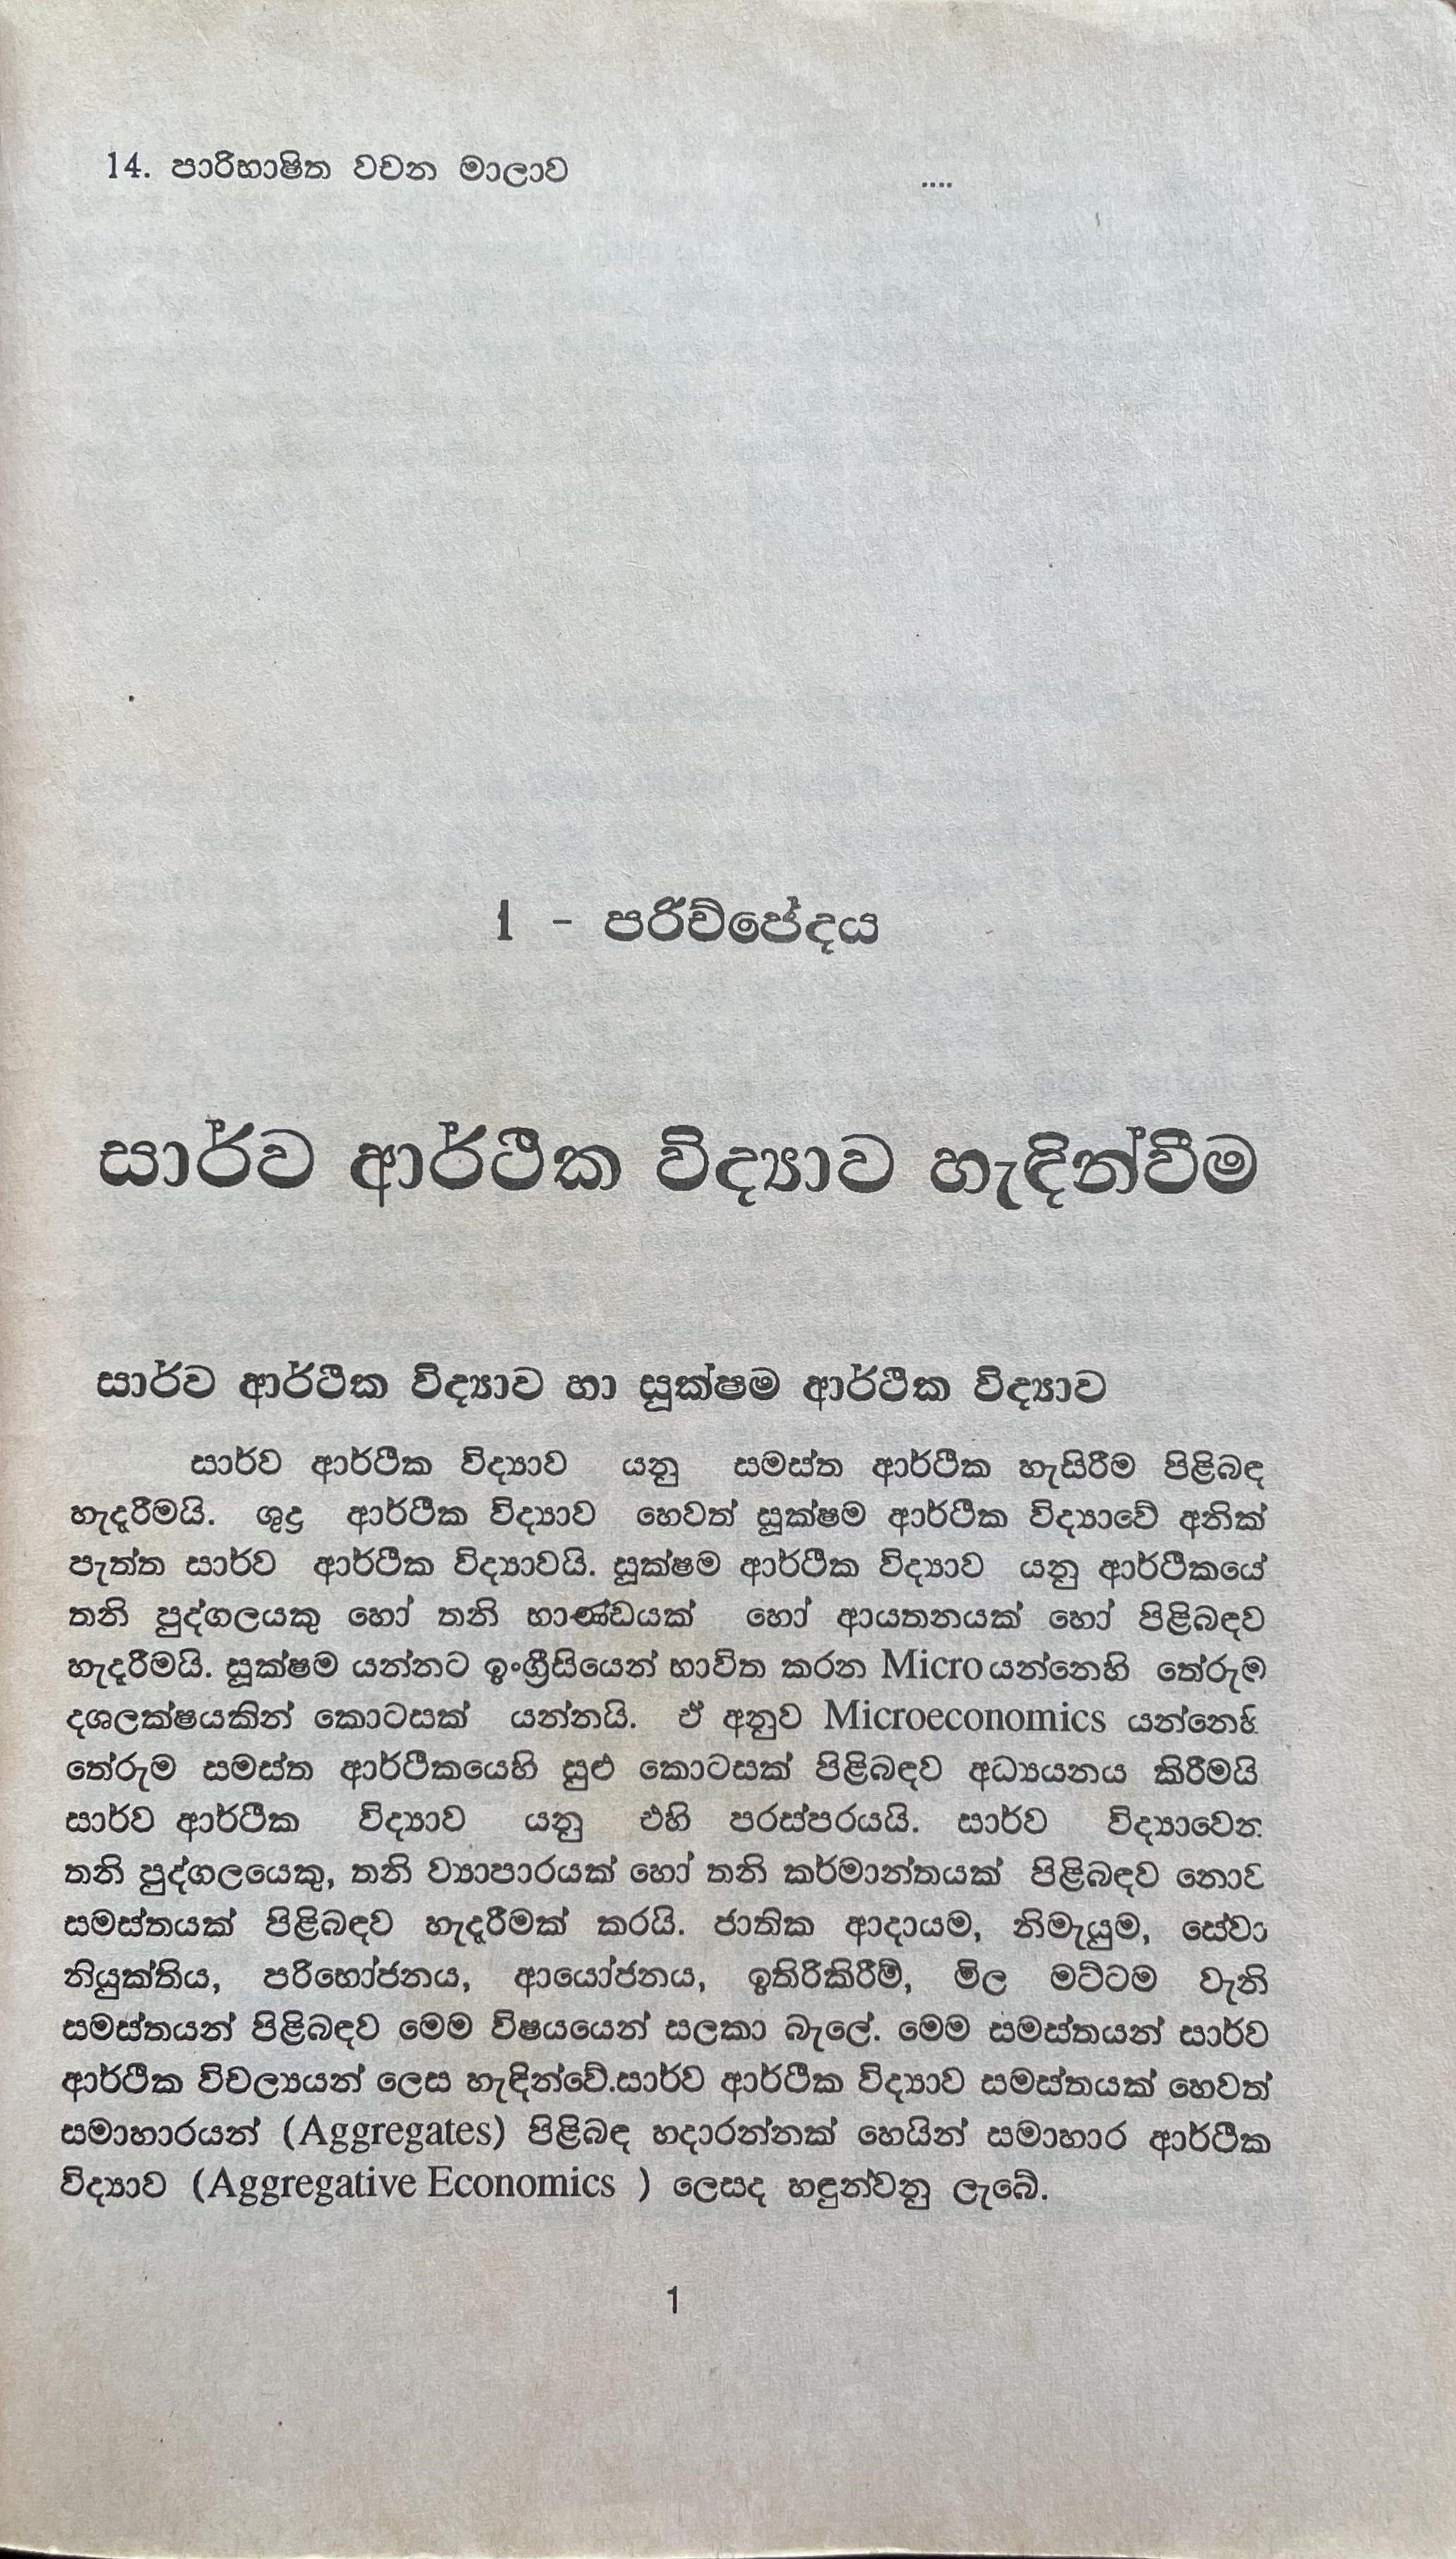 14. පාරිභාෂිත වචන මාලාව ....
1 - පරිච්ඡේදය
සාර්ව ආර්ථික විද්‍යාව හැඳින්වීම
සාර්ව ආර්ථික විද්‍යාව හා සූක්ෂම ආර්ථික විද්‍යාව
සාර්ව ආර්ථික විද්‍යාව යනු සමස්ත ආර්ථික හැසිරීම පිළිබඳ
හැදෑරීමයි. ශුද්‍ර ආර්ථික විද්‍යාව හෙවත් සූක්ෂම ආර්ථික විද්‍යාවේ අනික්
පැත්ත සාර්ව ආර්ථික විද්‍යාවයි. සූක්ෂම ආර්ථික විද්‍යාව යනු ආර්ථිකයේ
තනි පුද්ගලයකු හෝ තනි භාණ්ඩයක් හෝ ආයතනයක් හෝ පිළිබඳව
හැදෑරීමයි. සූක්ෂම යන්නට ඉංග්‍රීසියෙන් භාවිත කරන Micro යන්නෙහි තේරුම
දශලක්ෂයකින් කොටසක් යන්නයි. ඒ අනුව Microeconomics යන්නෙහි
තේරුම සමස්ත ආර්ථිකයෙහි සුළු කොටසක් පිළිබඳව අධ්‍යයනය කිරීමයි
සාර්ව ආර්ථික විද්‍යාව යනු එහි පරස්පරයයි. සාර්ව විද්‍යාවෙන
තනි පුද්ගලයෙකු, තනි ව්‍යාපාරයක් හෝ තනි කර්මාන්තයක් පිළිබඳව නොව
සමස්තයක් පිළිබඳව හැදෑරීමක් කරයි. ජාතික ආදායම, නිමැයුම, සේවා
නියුක්තිය, පරිභෝජනය, ආයෝජනය, ඉතිරිකිරීම්, මිල මට්ටම වැනි
සමස්තයන් පිළිබඳව මෙම විෂයයෙන් සලකා බැලේ. මෙම සමස්තයන් සාර්ව
ආර්ථික විචල්‍යයන් ලෙස හැඳින්වේ.සාර්ව ආර්ථික විද්‍යාව සමස්තයක් හෙවත්
සමාහාරයන් (Aggregates) පිළිබඳ හදාරන්නක් හෙයින් සමාහාර ආර්ථික
විද්‍යාව (Aggregative Economics ) ලෙසද හඳුන්වනු ලැබේ.
1